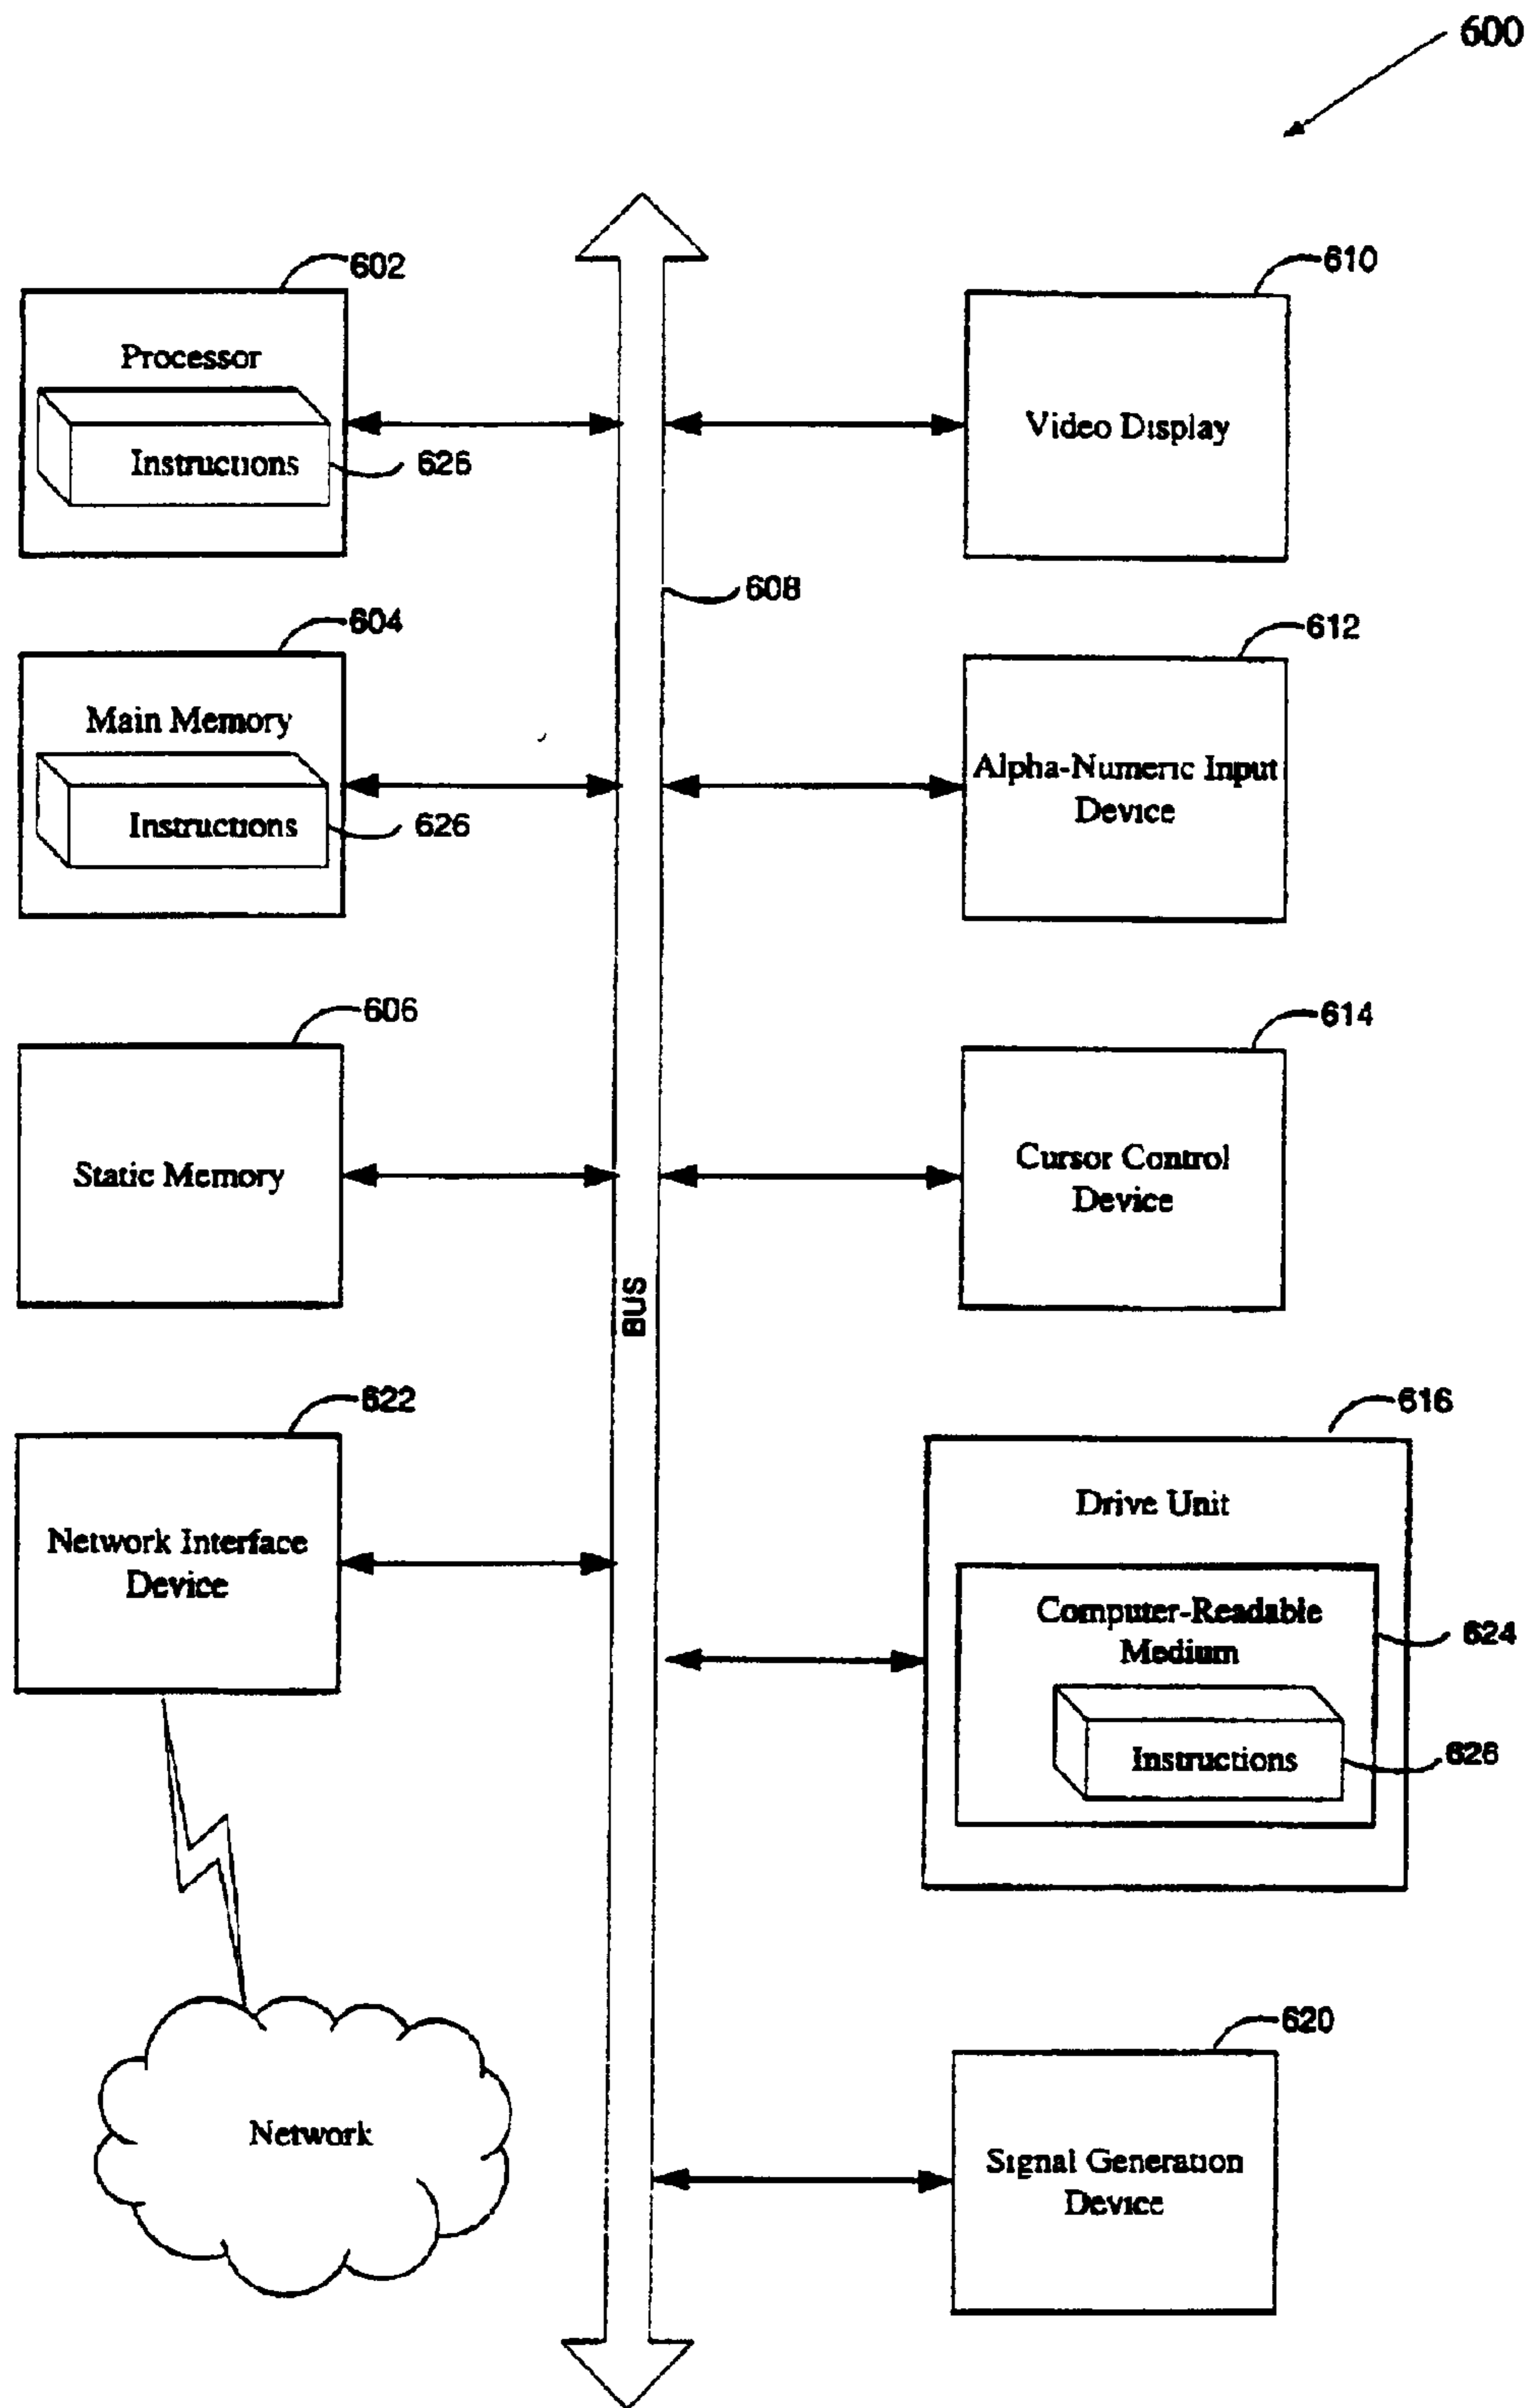 600
602
Processor
Instructions
626
610
Video Display
608
604
Main Memory
Instructions
626
612
Alpha-Numeric Input
Device
606
Static Memory
614
Cursor Control
Device
BUS
622
Network Interface
Device
616
Drive Unit
Computer-Readable
Medium
624
Instructions
626
Network
620
Signal Generation
Device